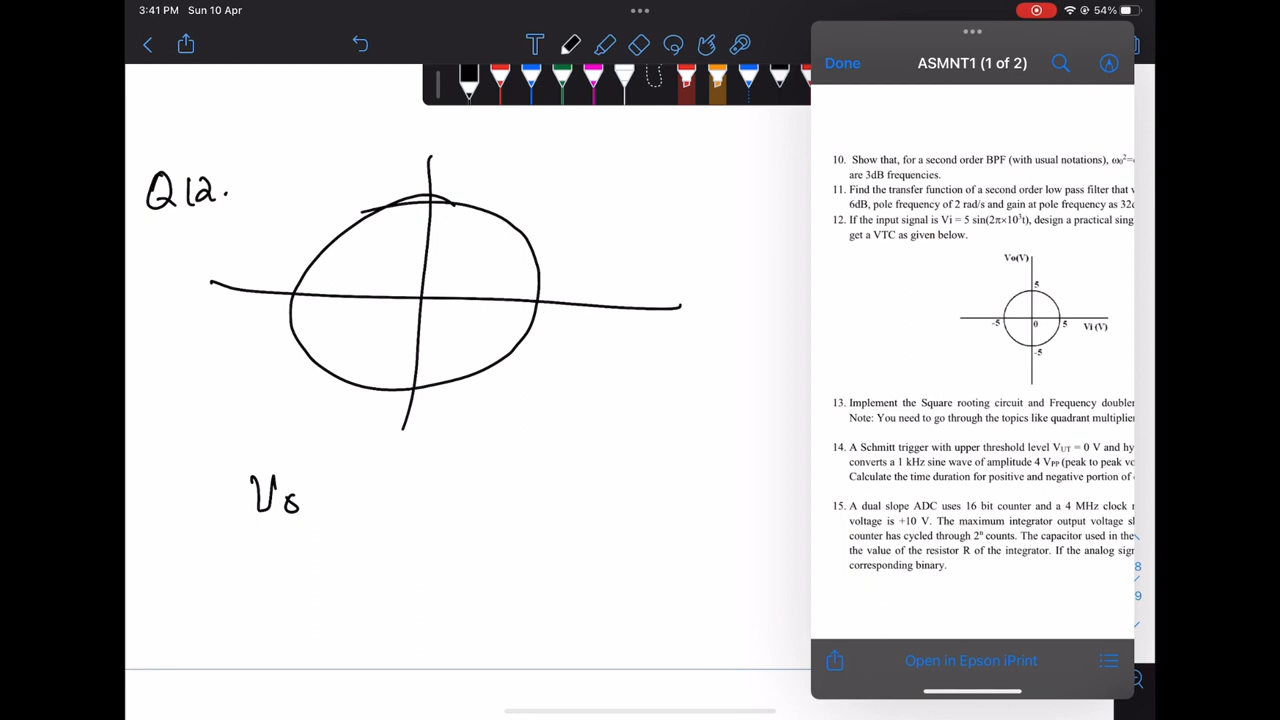 3:41 PM Sun 10 Apr
54%
T
Done
ASMNT1 (1 of 2)
Q12.
Vo
10. Show that, for a second order BPF (with usual notations), ω₀²=
are 3dB frequencies.
11. Find the transfer function of a second order low pass filter that
6dB, pole frequency of 2 rad/s and gain at pole frequency as 32
12. If the input signal is Vi = 5 sin(2π×10³t), design a practical sing
get a VTC as given below.
Vo(V)
5
-5 0 5 Vi (V)
-5
13. Implement the Square rooting circuit and Frequency doubler
Note: You need to go through the topics like quadrant multiplier
14. A Schmitt trigger with upper threshold level VUT = 0 V and hy
converts a 1 kHz sine wave of amplitude 4 VPP (peak to peak vo
Calculate the time duration for positive and negative portion of
15. A dual slope ADC uses 16 bit counter and a 4 MHz clock
voltage is +10 V. The maximum integrator output voltage s
counter has cycled through 2ⁿ counts. The capacitor used in the
the value of the resistor R of the integrator. If the analog sign
corresponding binary.
8
9
Open in Epson iPrint